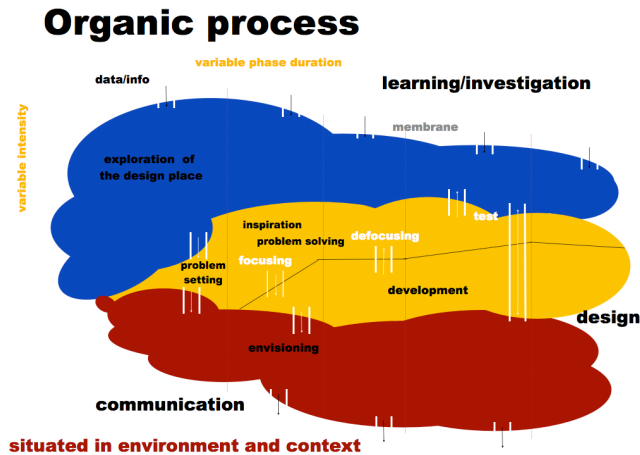 Organic process
variable phase duration
data/info
learning/investigation
variable intensity
membrane
exploration of
the design place
test
inspiration
defocusing
problem solving
focusing
problem
setting
development
design
envisioning
communication
situated in environment and context